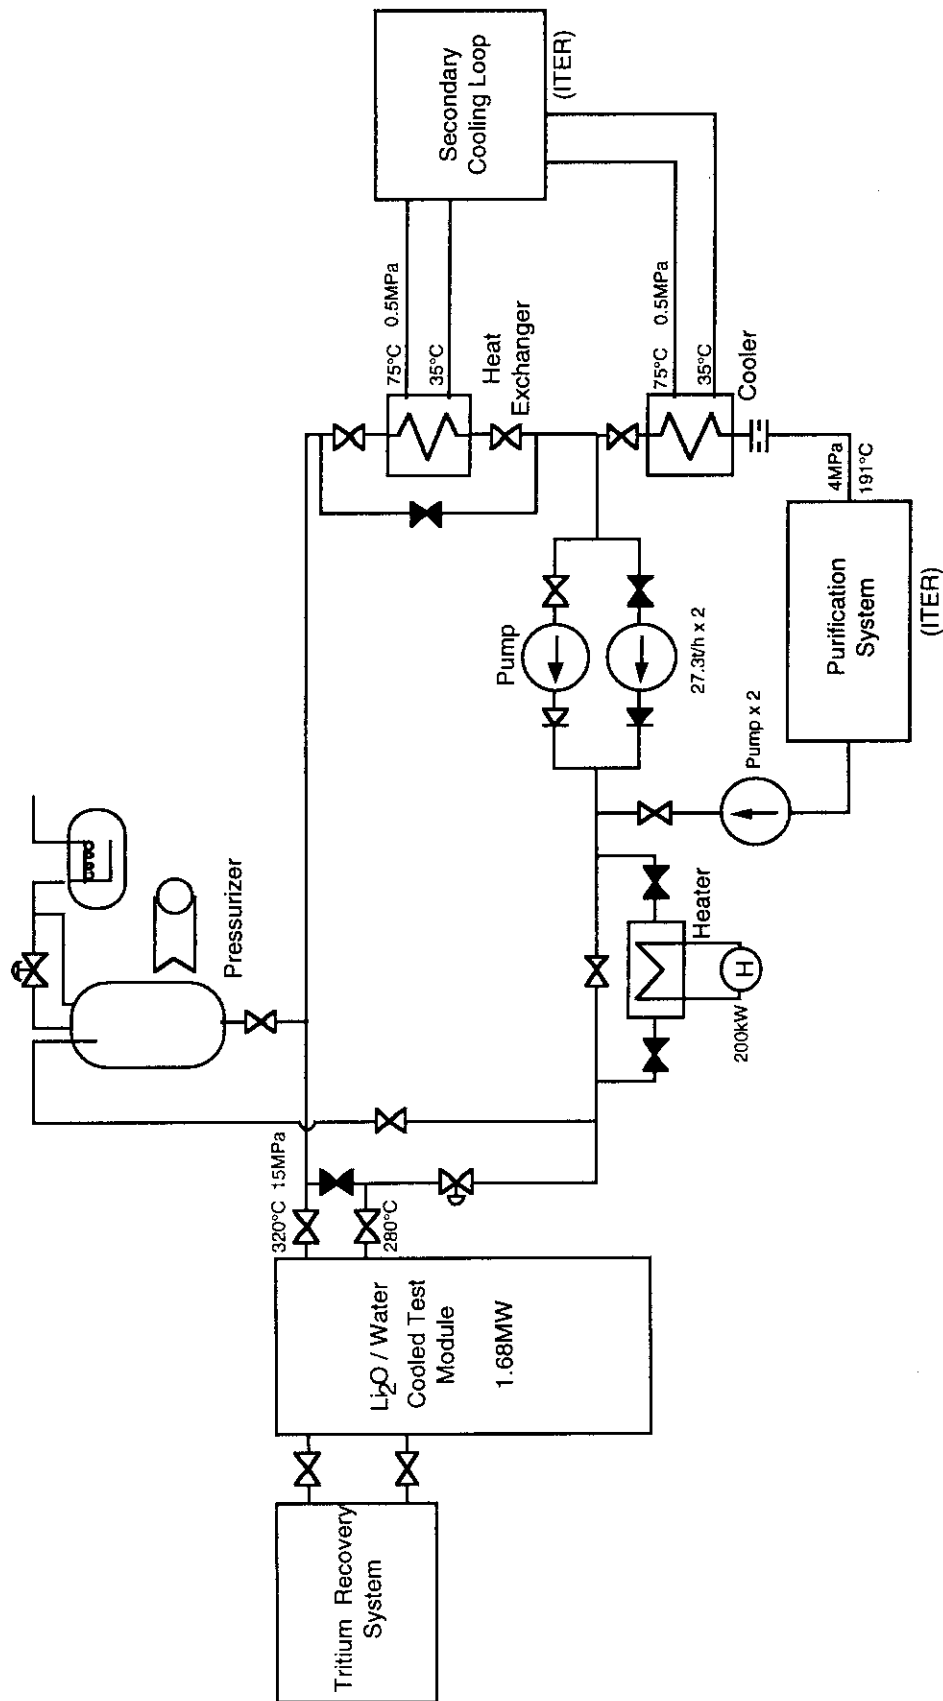 Secondary
Cooling Loop
(ITER)
75°C 0.5MPa
35°C
Heat
Exchanger
75°C 0.5MPa
35°C
Cooler
4MPa
191°C
Purification
System
(ITER)
Pump
27.3t/h x 2
Pump x 2
Pressurizer
Heater
H
200kW
320°C 15MPa
280°C
Li2O / Water
Cooled Test
Module
1.68MW
Tritium Recovery
System